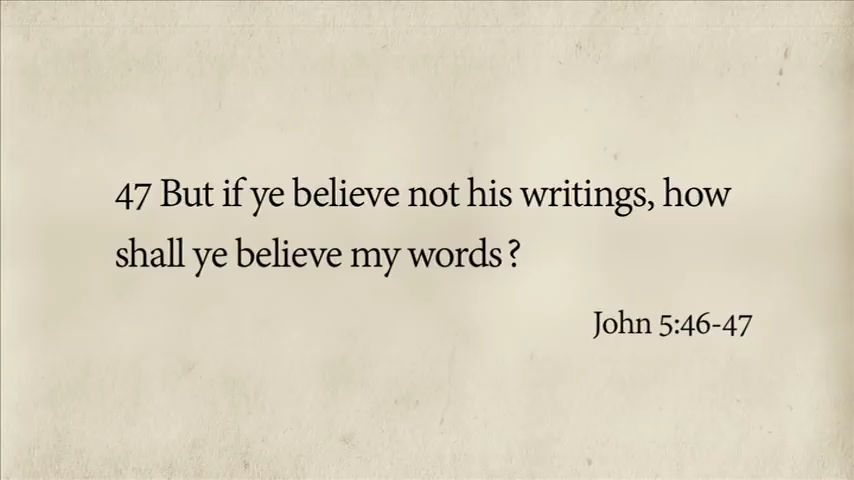 47 But if ye believe not his writings, how
shall ye believe my words?
John 5:46-47